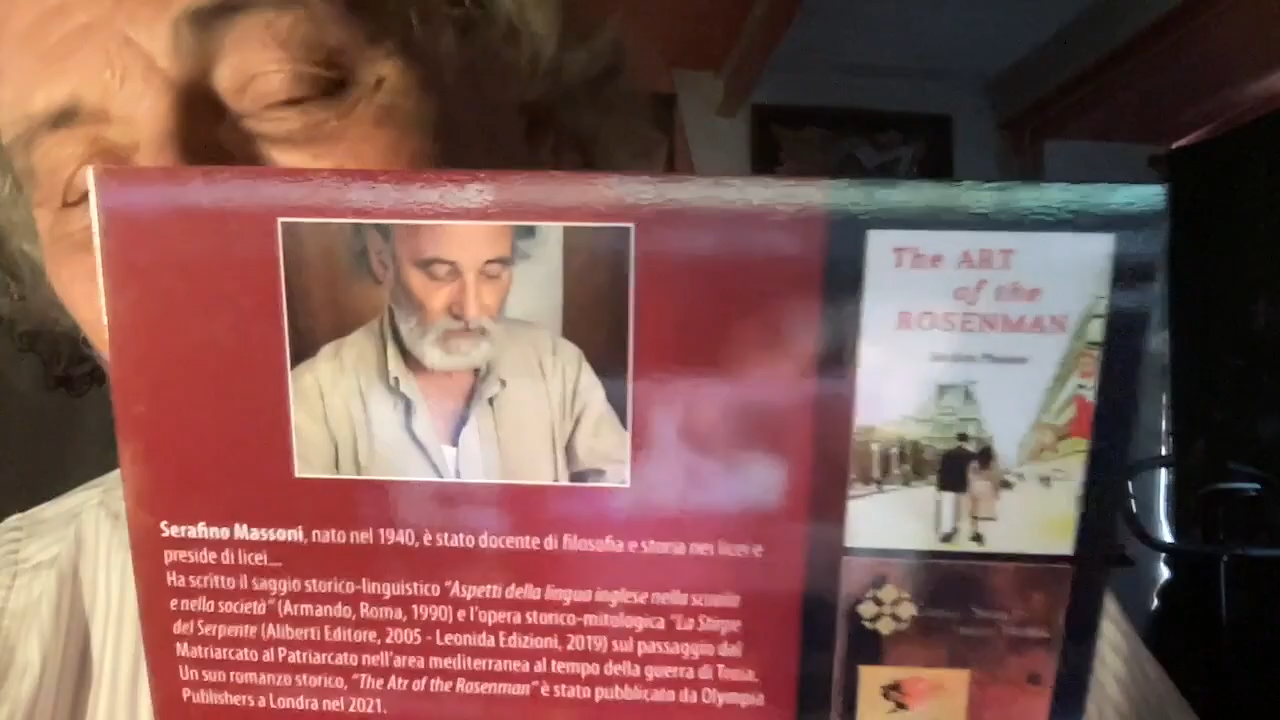 The ART
of the
ROSENMAN
Serafino Massoni, nato nel 1940, è stato docente di filosofia e storia nei licei e
preside di licei...
Ha scritto il saggio storico-linguistico "Aspetti della lingua inglese nella scuola
e nella società" (Armando, Roma, 1990) e l'opera storico-mitologica "La Stirpe
del Serpente (Aliberti Editore, 2005 - Leonida Edizioni, 2019) sul passaggio dal
Matriarcato al Patriarcato nell'area mediterranea al tempo della guerra di Troia.
Un suo romanzo storico, "The Atr of the Rosenman" è stato pubblicato da Olympia
Publishers a Londra nel 2021.